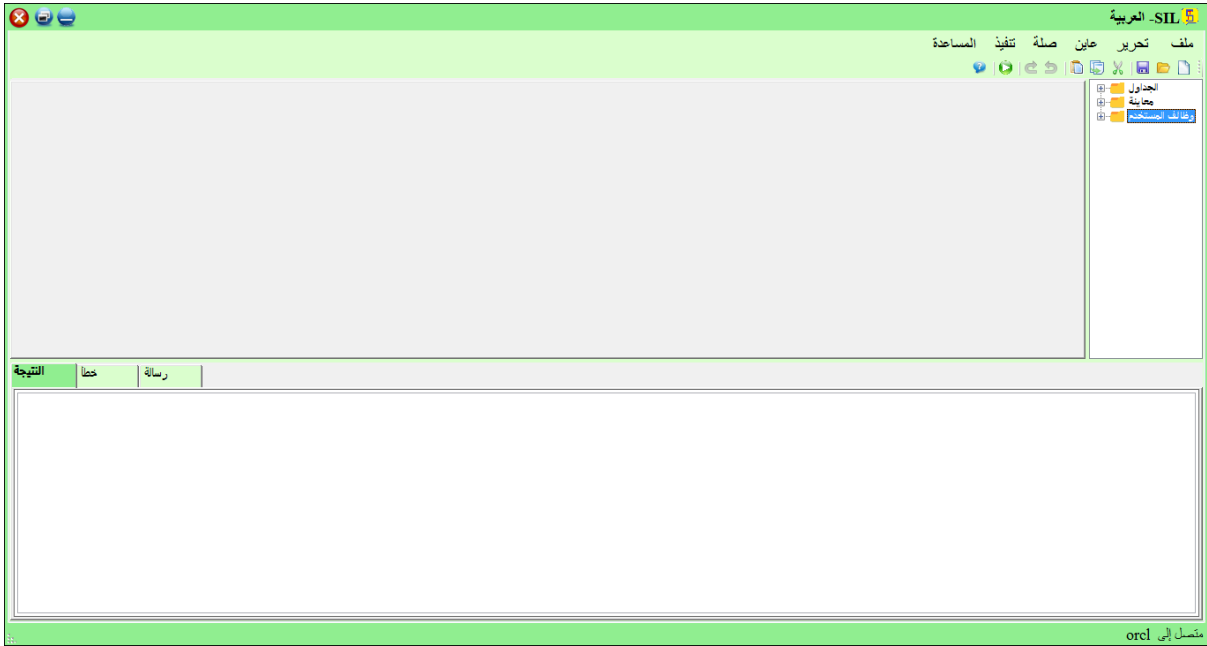 SIL- العربية
ملف تحرير عاين صلة تنفيذ المساعدة
الجداول
معاينة
وظائف المستخدم
النتيجة خطأ رسالة
متصل إلى orcl